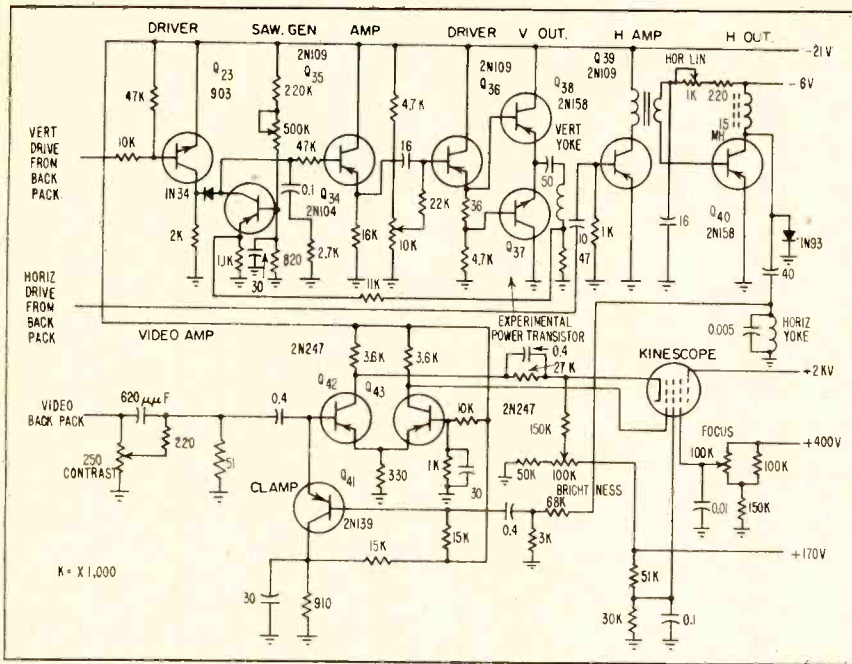 DRIVER SAW. GEN AMP DRIVER V OUT. H AMP H OUT.
Q23
903
Q35
2N109
2N109
Q36
Q38
2N158
Q39
2N109
HOR LIN
-21V
-6V
47K
220K
500K
4.7K
1K
220
15
MH
VERT
DRIVE
FROM
BACK
PACK.
10K
47K
16
VERT
YOKE
50
1N34
0.1
Q34
2N104
22K
36
Q37
Q40
2N158
16
1N93
2K
1.1K
30
820
2.7K
16K
10K
4.7K
47
10
1K
40
11K
HORIZ
DRIVE
FROM
BACK
PACK
EXPERIMENTAL
POWER TRANSISTOR
0.005
HORIZ
YOKE
VIDEO AMP
2N247
3.6K
3.6K
0.4
27K
KINESCOPE
+2KV
Q42
Q43
620 μμF
0.4
10K
2N247
150K
VIDEO
BACK PACK
FOCUS
+400V
250
CONTRAST
220
51
330
1K
30
50K
100K
BRIGHTNESS
100K
100K
CLAMP
Q41
2N139
68K
0.4
0.01
150K
15K
15K
3K
+170V
K = X 1,000
30
910
51K
30K
0.1